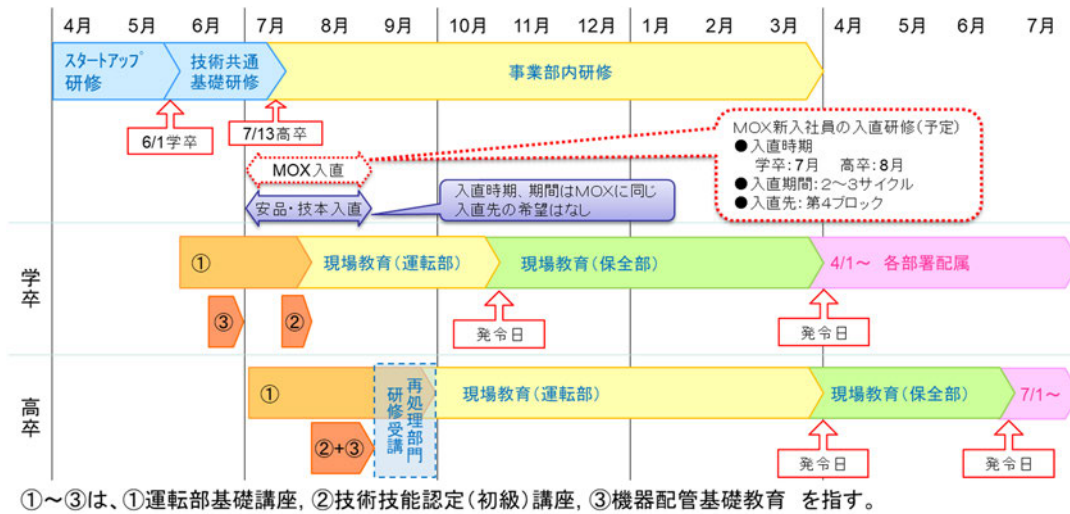 4月 5月 6月 7月 8月 9月 10月 11月 12月 1月 2月 3月 4月 5月 6月 7月
スタートアップ
研修
技術共通
基礎研修
事業部内研修
6/1学卒
7/13高卒
MOX入直
安品・技本入直
入直時期、期間はMOXに同じ
入直先の希望はなし
MOX新入社員の入直研修(予定)
●入直時期
学卒:7月 高卒:8月
●入直期間:2～3サイクル
●入直先:第4ブロック
学卒
①
現場教育(運転部)
現場教育(保全部)
4/1～ 各部署配属
③
②
発令日
発令日
高卒
①
再処理部門
研修受講
現場教育(運転部)
現場教育(保全部)
7/1～
②+③
発令日
発令日
①～③は、①運転部基礎講座, ②技術技能認定(初級)講座, ③機器配管基礎教育 を指す。